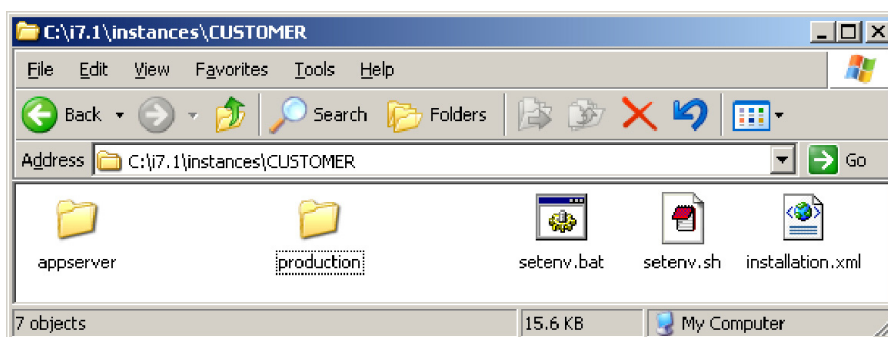 C:\i7.1\instances\CUSTOMER
File Edit View Favorites Tools Help
Back Search Folders
Address C:\i7.1\instances\CUSTOMER Go
appserver production setenv.bat setenv.sh installation.xml
7 objects 15.6 KB My Computer